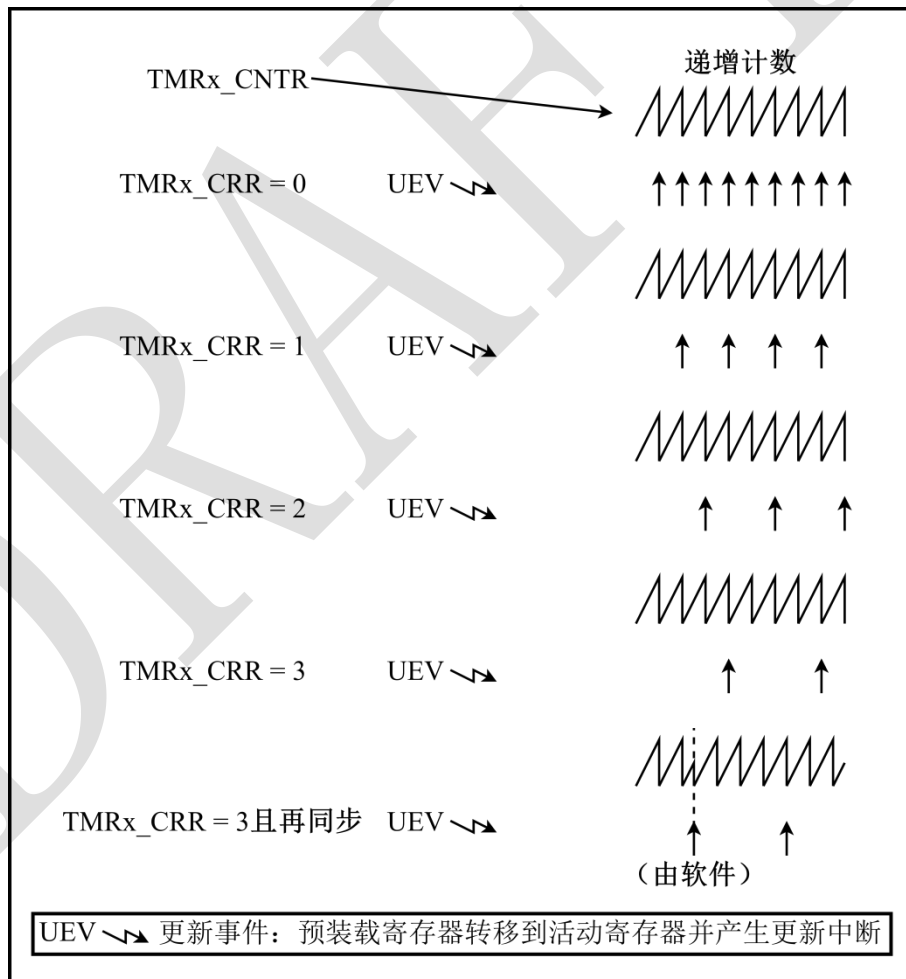 递增计数
TMRx_CNTR
TMRx_CRR = 0 UEV
TMRx_CRR = 1 UEV
TMRx_CRR = 2 UEV
TMRx_CRR = 3 UEV
TMRx_CRR = 3且再同步 UEV
（由软件）
UEV 更新事件：预装载寄存器转移到活动寄存器并产生更新中断
DRAF